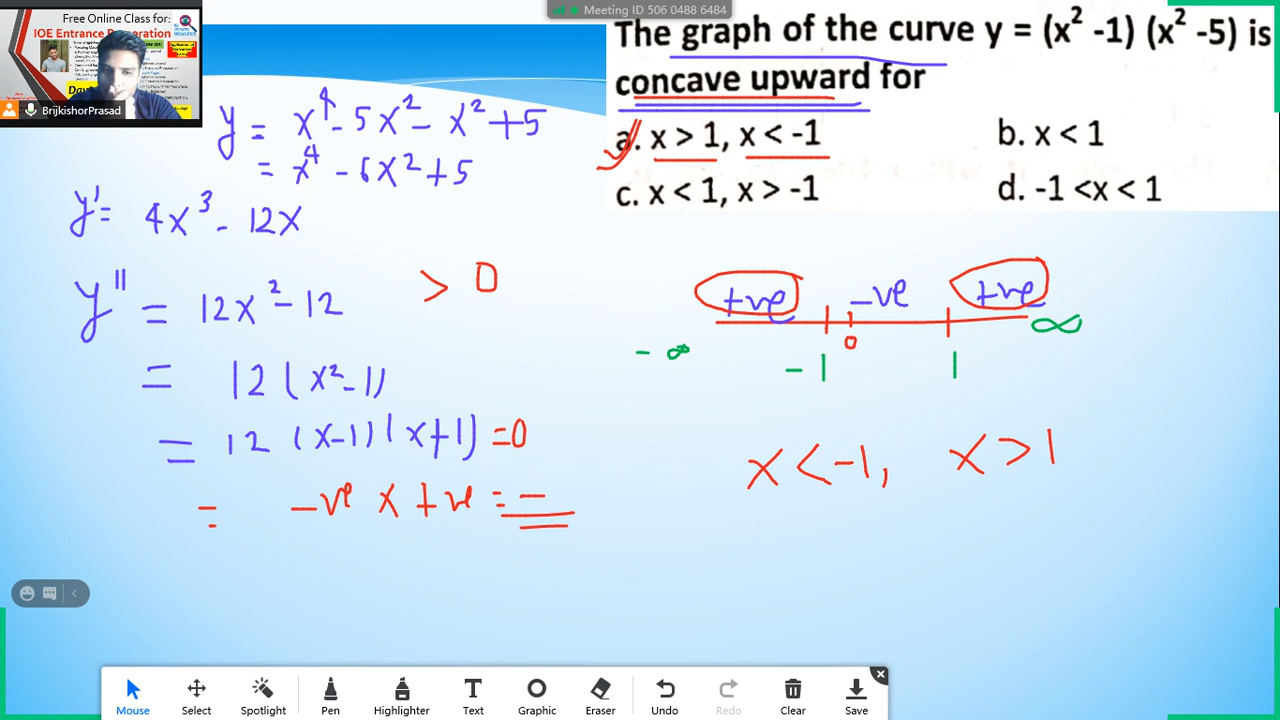 Meeting ID 506 0488 6484
Free Online Class for:
IOE Entrance Preparation
BrijkishorPrasad
The graph of the curve y = (x² -1) (x² -5) is
concave upward for
a. x > 1, x < -1
b. x < 1
c. x < 1, x > -1
d. -1 <x < 1
y = x⁴ - 5x² - x² + 5
= x⁴ - 6x² + 5
y' = 4x³ - 12x
y'' = 12x² - 12 > 0
= 12 (x² - 1)
= 12 (x-1) (x+1) = 0
= -ve x +ve = -
+ve -ve +ve
- ∞ -1 0 1 ∞
x < -1, x > 1
Mouse Select Spotlight Pen Highlighter Text Graphic Eraser Undo Redo Clear Save